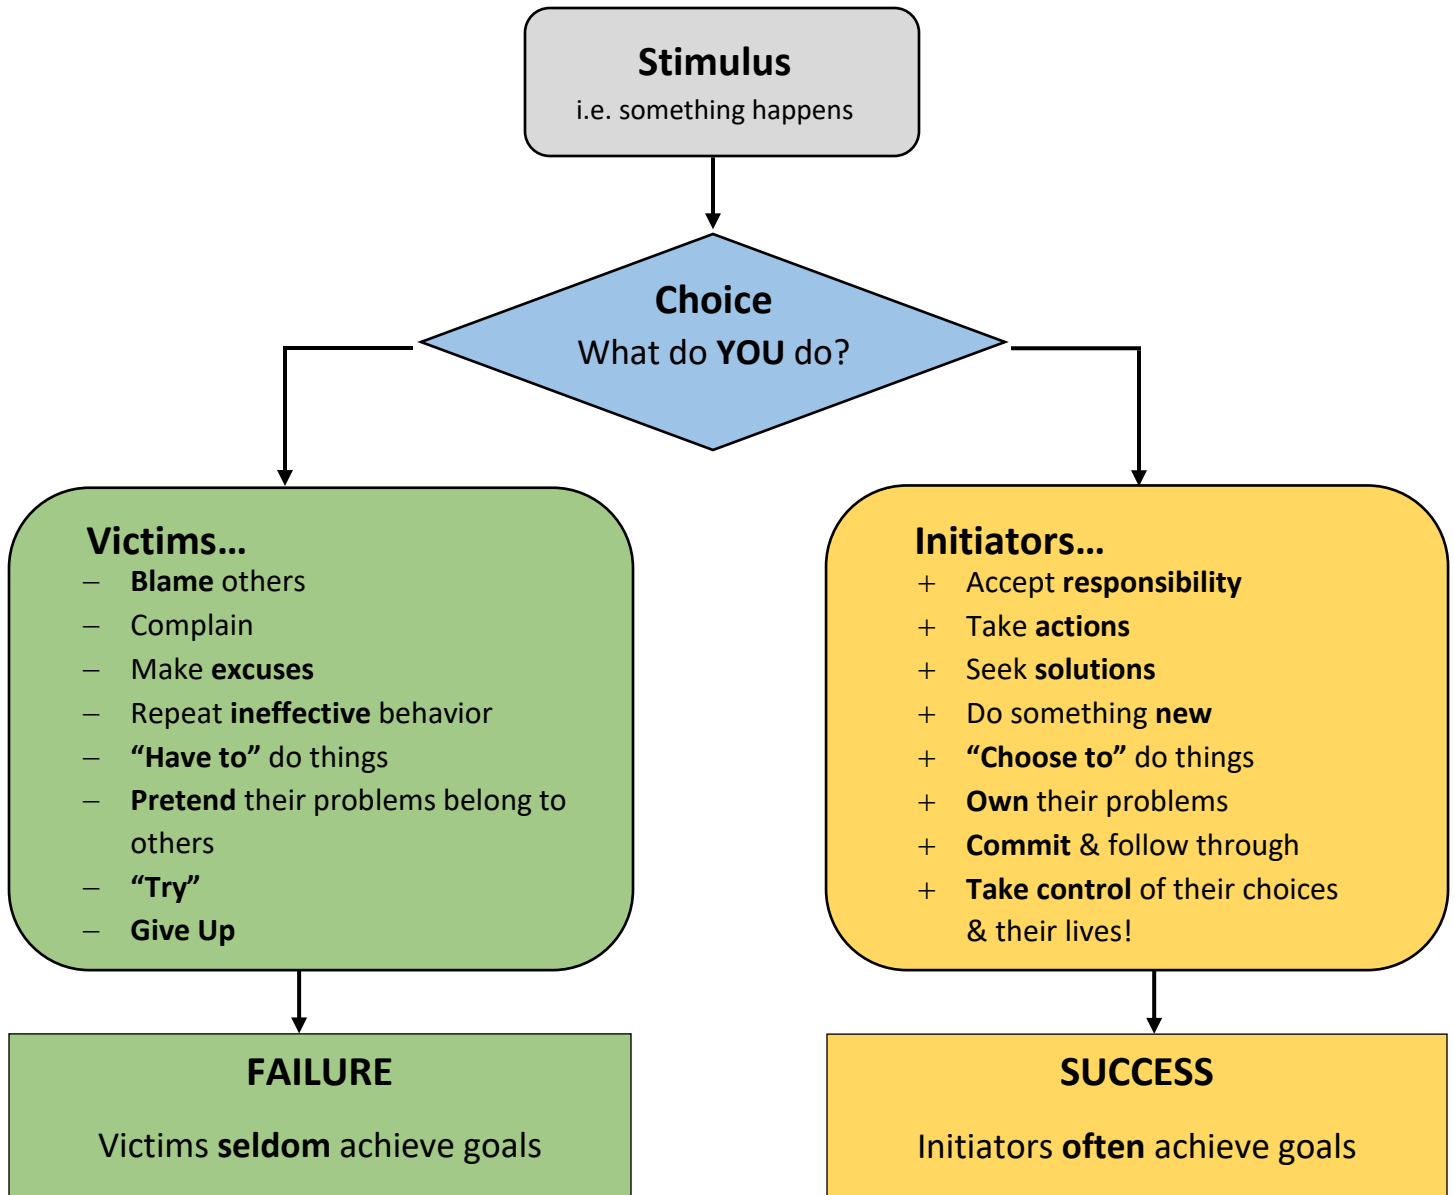 Stimulus
i.e. something happens
Choice
What do YOU do?
Victims…
– Blame others
– Complain
– Make excuses
– Repeat ineffective behavior
– “Have to” do things
– Pretend their problems belong to
others
– “Try”
– Give Up
Initiators…
+ Accept responsibility
+ Take actions
+ Seek solutions
+ Do something new
+ “Choose to” do things
+ Own their problems
+ Commit & follow through
+ Take control of their choices
& their lives!
FAILURE
Victims seldom achieve goals
SUCCESS
Initiators often achieve goals